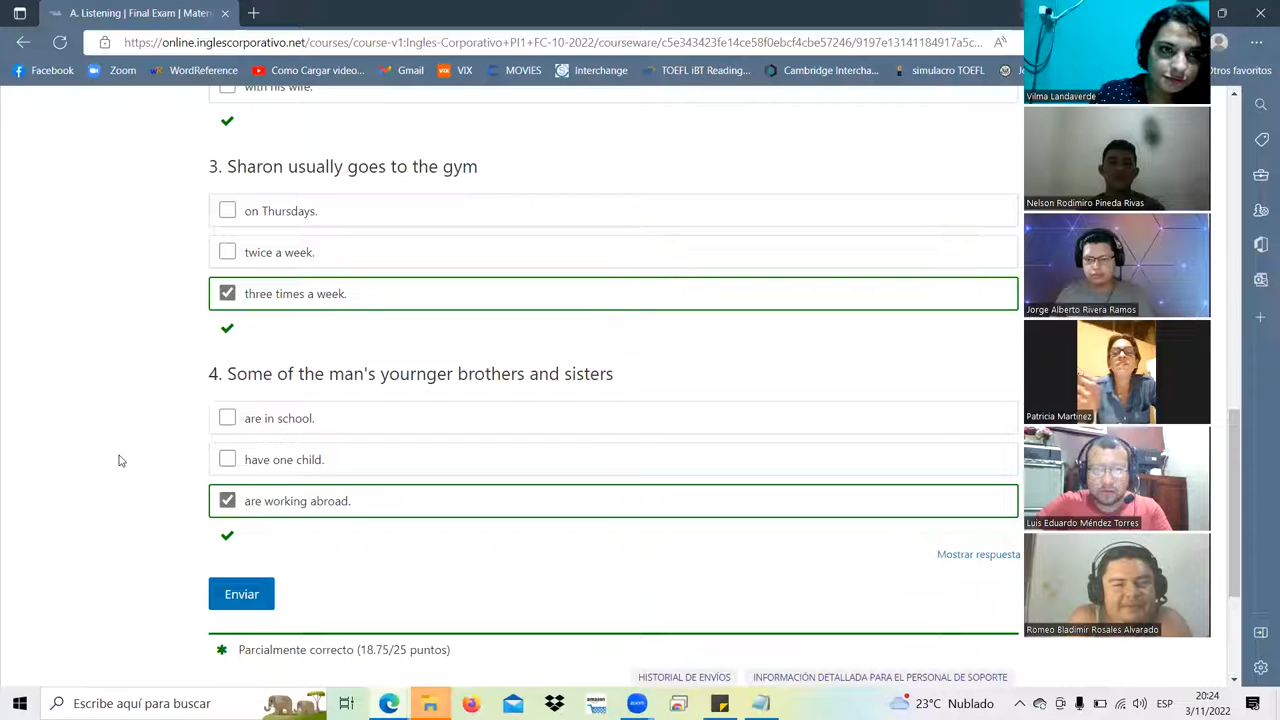 A. Listening | Final Exam | Mater
https://online.inglescorporativo.net/courses/course-v1:Ingles-Corporativo+II1+FC-10-2022/courseware/c5e343423fe14ce58f0ebcf4cbe57246/9197e13141184917a5c...
Facebook
Zoom
WordReference
Como Cargar video...
Gmail
VIX
MOVIES
Interchange
TOEFL iBT Reading...
Cambridge Intercha...
simulacro TOEFL
Otros favoritos
with his wife.
3. Sharon usually goes to the gym
on Thursdays.
twice a week.
three times a week.
4. Some of the man's yournger brothers and sisters
are in school.
have one child.
are working abroad.
Mostrar respuesta
Enviar
Parcialmente correcto (18.75/25 puntos)
HISTORIAL DE ENVÍOS
INFORMACIÓN DETALLADA PARA EL PERSONAL DE SOPORTE
Vilma Landaverde
Nelson Rodimiro Pineda Rivas
Jorge Alberto Rivera Ramos
Patricia Martinez
Luis Eduardo Méndez Torres
Romeo Bladimir Rosales Alvarado
Escribe aquí para buscar
amazon
zoom
23°C Nublado
ESP
20:24
3/11/2022